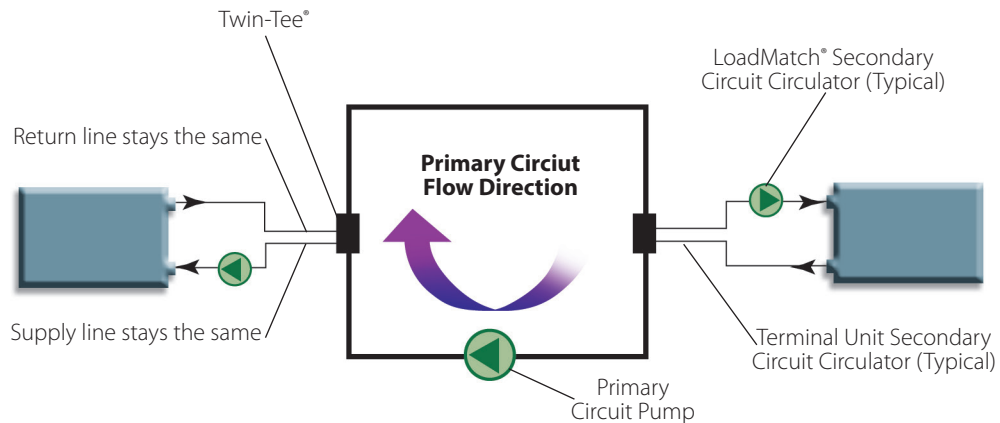 Twin-Tee®
LoadMatch® Secondary
Circuit Circulator (Typical)
Return line stays the same
Primary Circiut
Flow Direction
Supply line stays the same
Terminal Unit Secondary
Circuit Circulator (Typical)
Primary
Circuit Pump